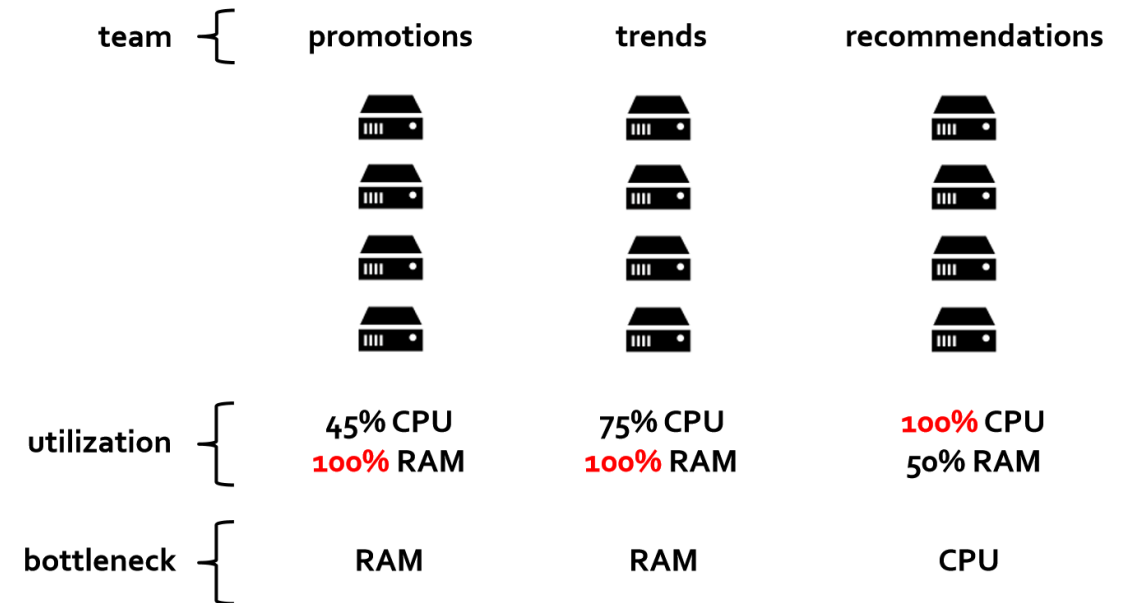 team promotions trends recommendations
utilization 45% CPU 75% CPU 100% CPU
100% RAM 100% RAM 50% RAM
bottleneck RAM RAM CPU